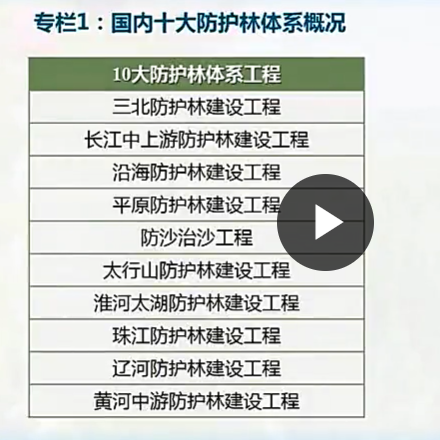 专栏1：国内十大防护林体系概况
10大防护林体系工程
三北防护林建设工程
长江中上游防护林建设工程
沿海防护林建设工程
平原防护林建设工程
防沙治沙工程
太行山防护林建设工程
淮河太湖防护林建设工程
珠江防护林建设工程
辽河防护林建设工程
黄河中游防护林建设工程